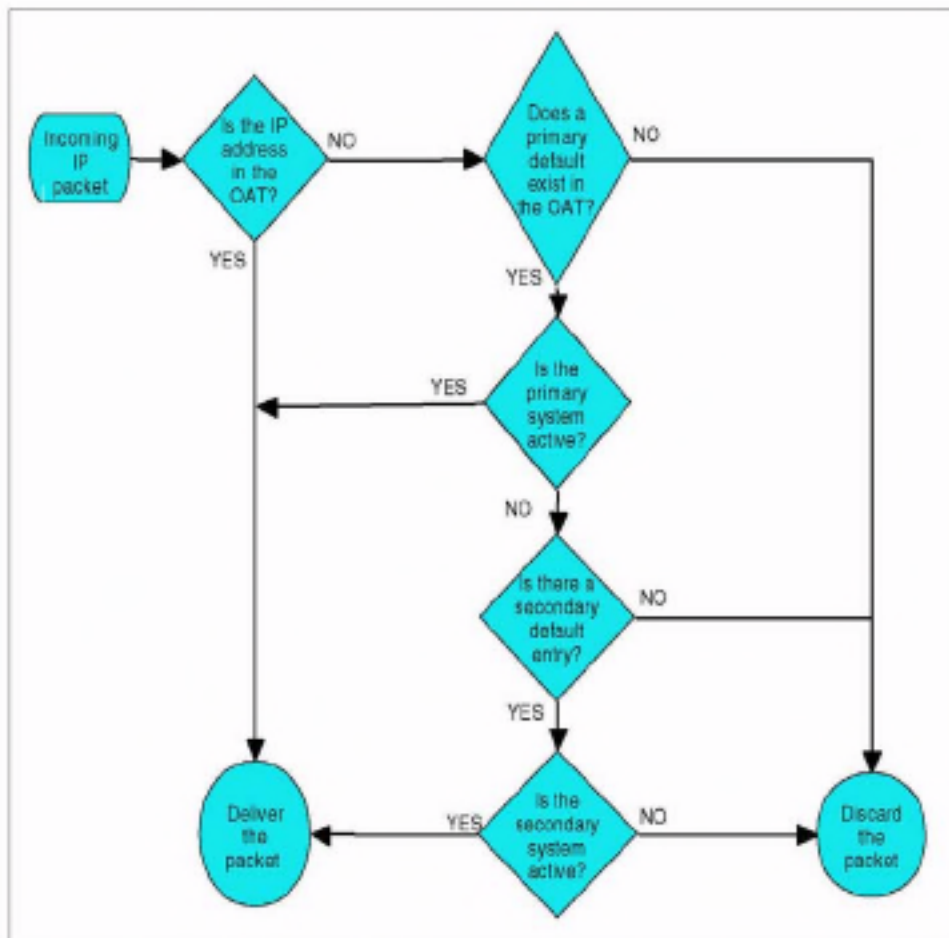 Incoming
IP
packet
Is the IP
address
in the
OAT?
NO
YES
Does a
primary
default
exist in
the OAT?
NO
YES
Is the
primary
system
active?
YES
NO
Is there a
secondary
default
entry?
NO
YES
Is the
secondary
system
active?
YES
NO
Deliver
the
packet
Discard
the
packet